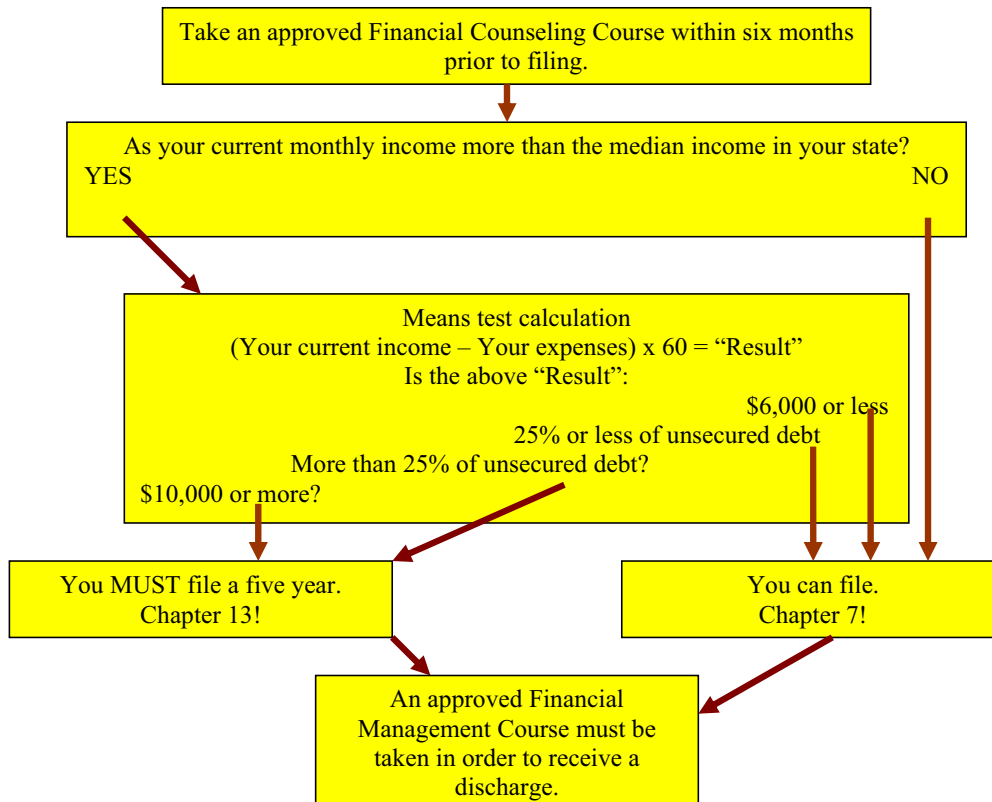 Take an approved Financial Counseling Course within six months
prior to filing.
As your current monthly income more than the median income in your state?
YES NO
Means test calculation
(Your current income – Your expenses) x 60 = “Result”
Is the above “Result”:
$6,000 or less
25% or less of unsecured debt
More than 25% of unsecured debt?
$10,000 or more?
You MUST file a five year.
Chapter 13!
You can file.
Chapter 7!
An approved Financial
Management Course must be
taken in order to receive a
discharge.